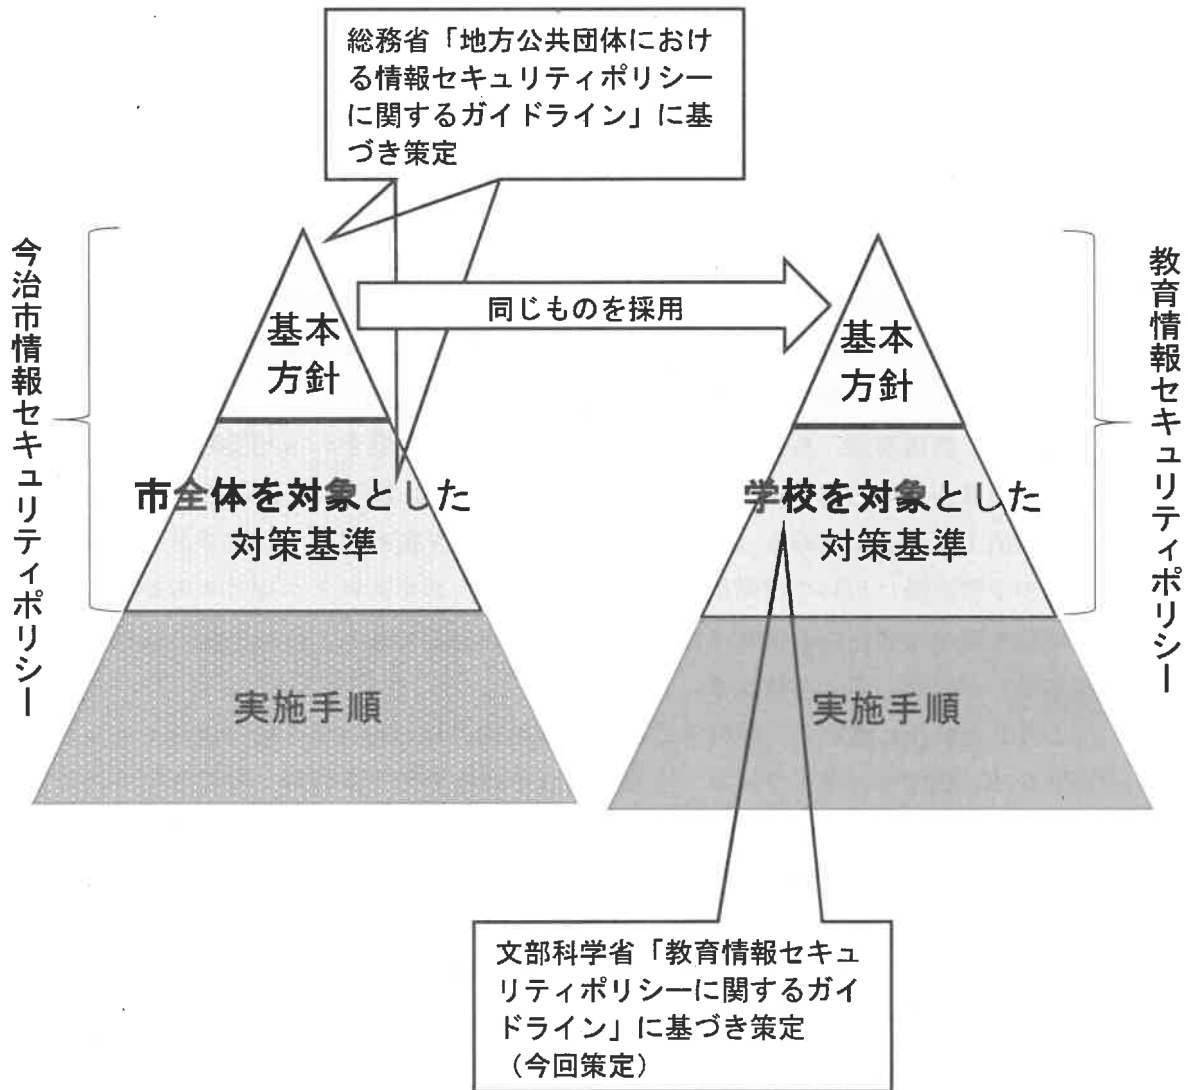 総務省「地方公共団体におけ
る情報セキュリティポリシー
に関するガイドライン」に基
づき策定
今治市情報セキュリティポリシー
基本
方針
同じものを採用
基本
方針
教育情報セキュリティポリシー
市全体を対象とした
対策基準
学校を対象とした
対策基準
実施手順
実施手順
文部科学省「教育情報セキュ
リティポリシーに関するガイ
ドライン」に基づき策定
（今回策定）